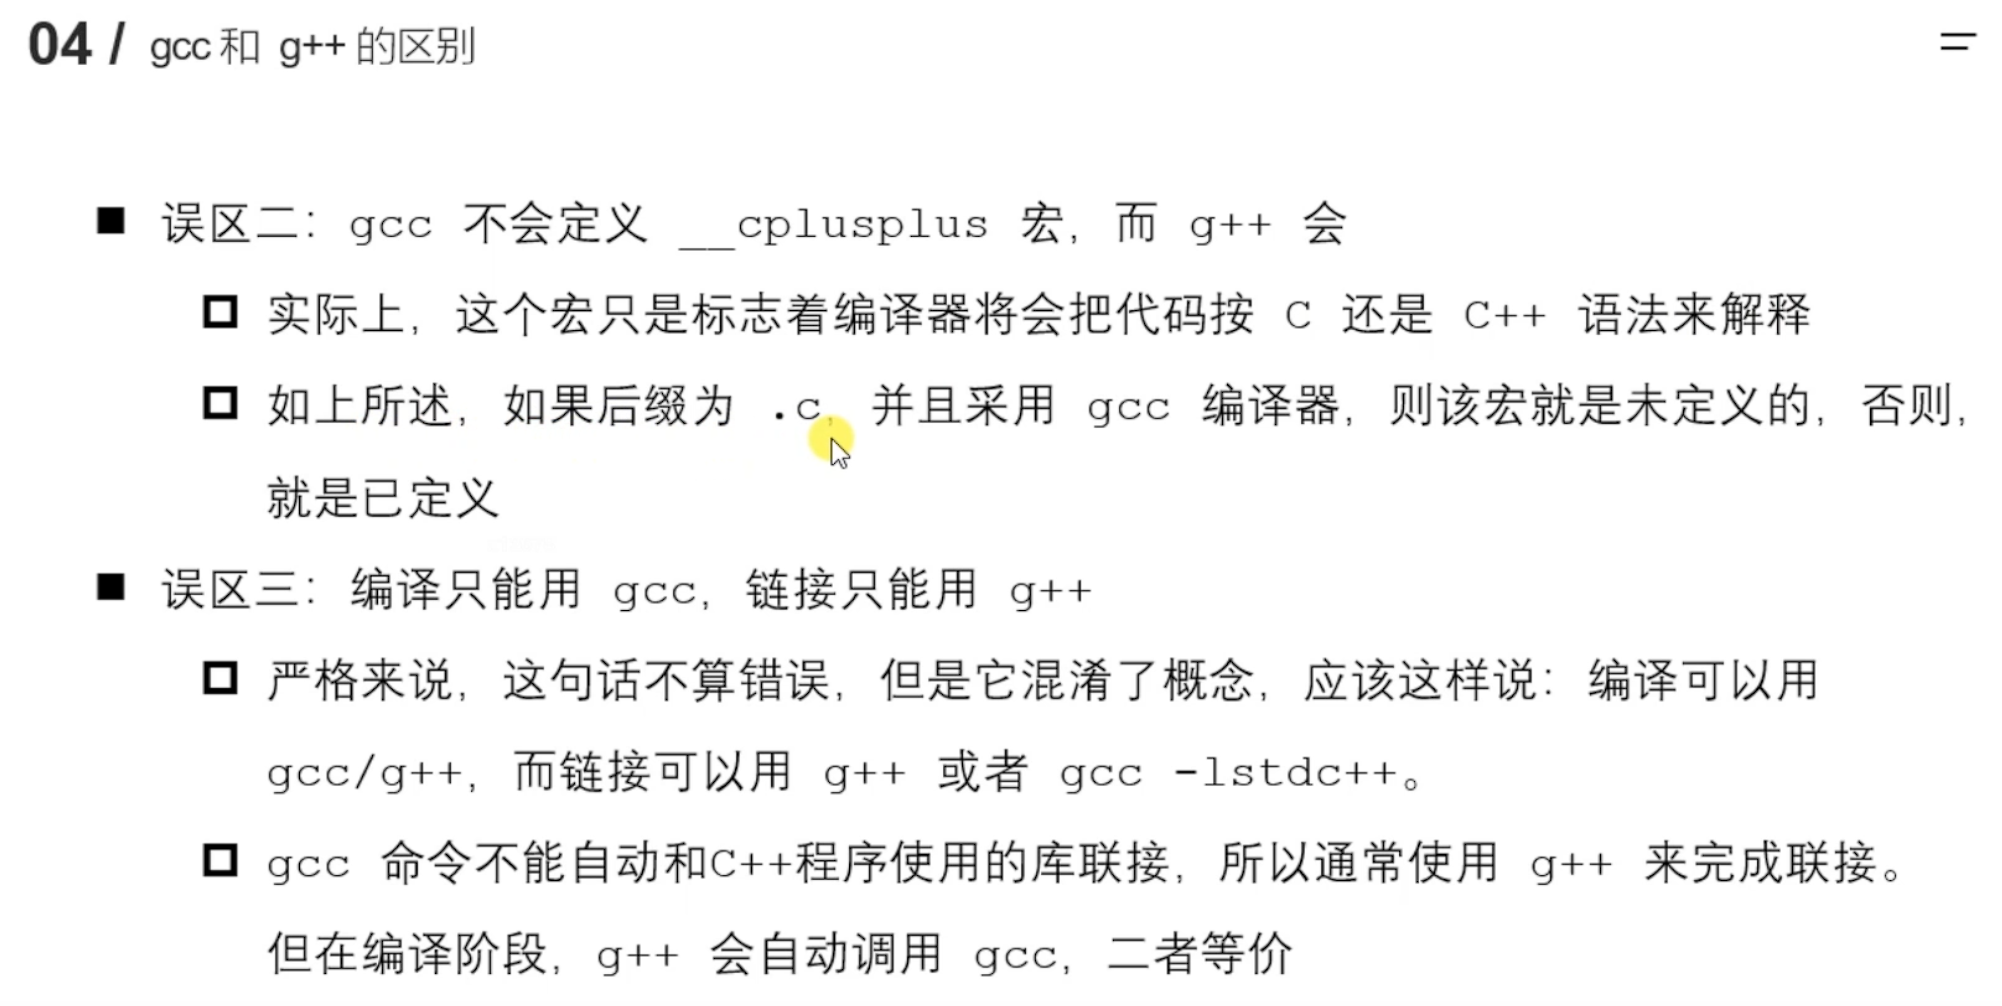 04 / gcc 和 g++ 的区别
■ 误区二：gcc 不会定义 __cplusplus 宏，而 g++ 会
实际上，这个宏只是标志着编译器将会把代码按 C 还是 C++ 语法来解释
如上所述，如果后缀为 .c，并且采用 gcc 编译器，则该宏就是未定义的，否则，
就是已定义
■ 误区三：编译只能用 gcc，链接只能用 g++
严格来说，这句话不算错误，但是它混淆了概念，应该这样说：编译可以用
gcc/g++，而链接可以用 g++ 或者 gcc -lstdc++。
gcc 命令不能自动和C++程序使用的库联接，所以通常使用 g++ 来完成联接。
但在编译阶段，g++ 会自动调用 gcc，二者等价